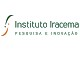 Instituto Iracema
PESQUISA E INOVAÇÃO